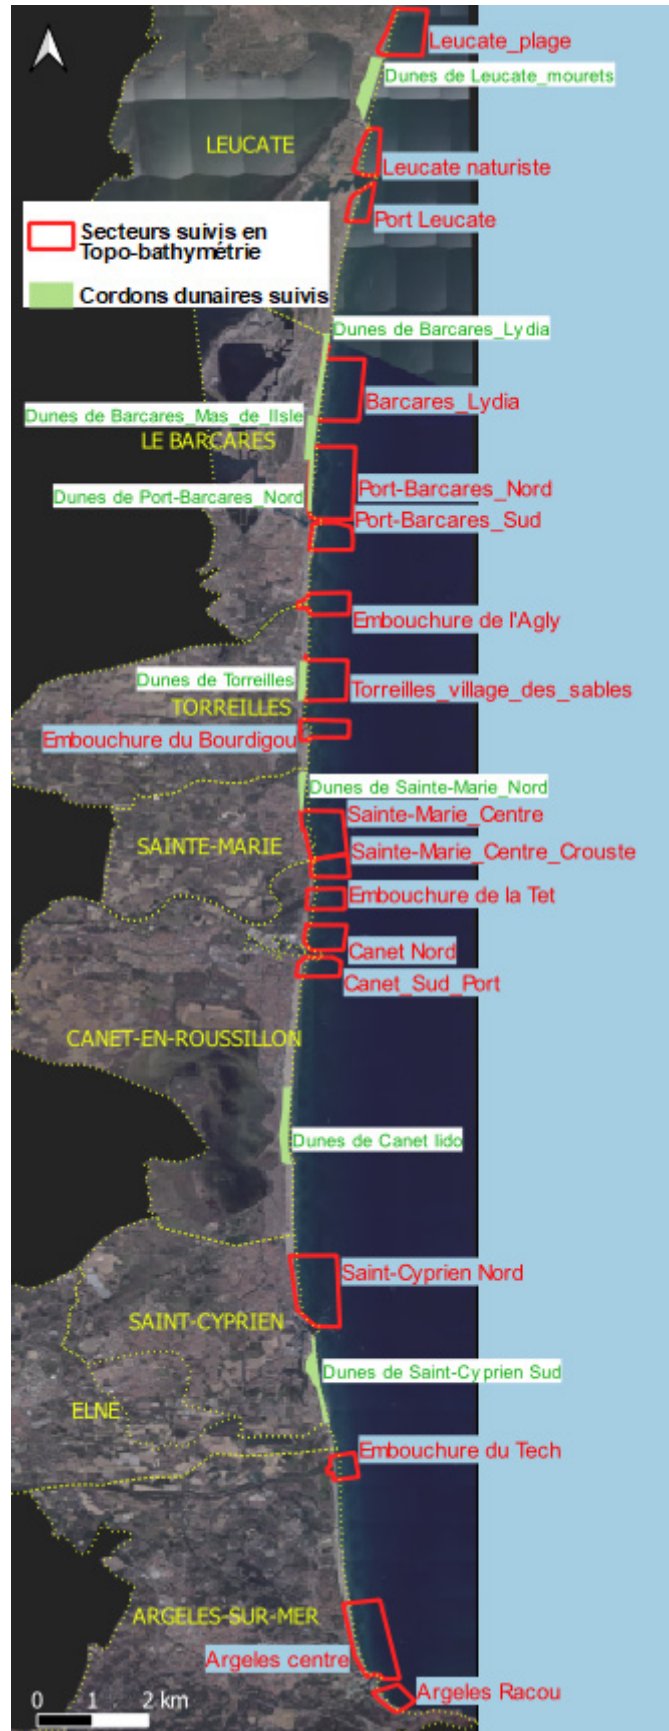 Leucate_plage
Dunes de Leucate_mourets
LEUCATE
Leucate naturiste
Port Leucate
Secteurs suivis en
Topo-bathymétrie
Cordons dunaires suivis
Dunes de Barcares_Lydia
Barcares_Lydia
Dunes de Barcares_Mas_de_lIsle
LE BARCARES
Port-Barcares_Nord
Dunes de Port-Barcares_Nord
Port-Barcares_Sud
Embouchure de l'Agly
Dunes de Torreilles
Torreilles_village_des_sables
TORREILLES
Embouchure du Bourdigou
Dunes de Sainte-Marie_Nord
Sainte-Marie_Centre
SAINTE-MARIE
Sainte-Marie_Centre_Crouste
Embouchure de la Tet
Canet Nord
Canet_Sud_Port
CANET-EN-ROUSSILLON
Dunes de Canet lido
Saint-Cyprien Nord
SAINT-CYPRIEN
Dunes de Saint-Cyprien Sud
ELNE
Embouchure du Tech
ARGELES-SUR-MER
Argeles centre
Argeles Racou
0 1 2 km